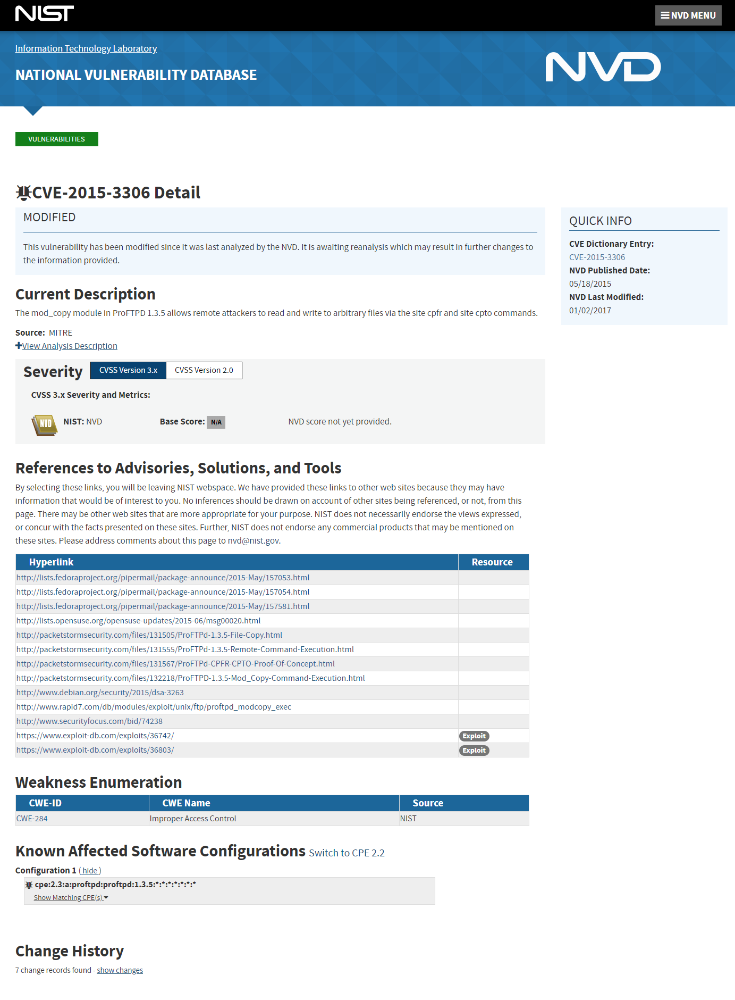 NIST
NVD MENU
Information Technology Laboratory
NATIONAL VULNERABILITY DATABASE
NVD
VULNERABILITIES
CVE-2015-3306 Detail
MODIFIED
This vulnerability has been modified since it was last analyzed by the NVD. It is awaiting reanalysis which may result in further changes to
the information provided.
QUICK INFO
CVE Dictionary Entry:
CVE-2015-3306
NVD Published Date:
05/18/2015
NVD Last Modified:
01/02/2017
Current Description
The mod_copy module in ProFTPD 1.3.5 allows remote attackers to read and write to arbitrary files via the site cpfr and site cpto commands.
Source: MITRE
View Analysis Description
Severity CVSS Version 3.x CVSS Version 2.0
CVSS 3.x Severity and Metrics:
NVD NIST: NVD Base Score: N/A NVD score not yet provided.
References to Advisories, Solutions, and Tools
By selecting these links, you will be leaving NIST webspace. We have provided these links to other web sites because they may have
information that would be of interest to you. No inferences should be drawn on account of other sites being referenced, or not, from this
page. There may be other web sites that are more appropriate for your purpose. NIST does not necessarily endorse the views expressed,
or concur with the facts presented on these sites. Further, NIST does not endorse any commercial products that may be mentioned on
these sites. Please address comments about this page to nvd@nist.gov.
Hyperlink Resource
http://lists.fedoraproject.org/pipermail/package-announce/2015-May/157053.html
http://lists.fedoraproject.org/pipermail/package-announce/2015-May/157054.html
http://lists.fedoraproject.org/pipermail/package-announce/2015-May/157581.html
http://lists.opensuse.org/opensuse-updates/2015-06/msg00020.html
http://packetstormsecurity.com/files/131505/ProFTPd-1.3.5-File-Copy.html
http://packetstormsecurity.com/files/131555/ProFTPd-1.3.5-Remote-Command-Execution.html
http://packetstormsecurity.com/files/131567/ProFTPd-CPFR-CPTO-Proof-Of-Concept.html
http://packetstormsecurity.com/files/132218/ProFTPD-1.3.5-Mod_Copy-Command-Execution.html
http://www.debian.org/security/2015/dsa-3263
http://www.rapid7.com/db/modules/exploit/unix/ftp/proftpd_modcopy_exec
http://www.securityfocus.com/bid/74238
https://www.exploit-db.com/exploits/36742/ Exploit
https://www.exploit-db.com/exploits/36803/ Exploit
Weakness Enumeration
CWE-ID CWE Name Source
CWE-284 Improper Access Control NIST
Known Affected Software Configurations Switch to CPE 2.2
Configuration 1 ( hide )
cpe:2.3:a:proftpd:proftpd:1.3.5:*:*:*:*:*:*:*
Show Matching CPE(s)
Change History
7 change records found - show changes